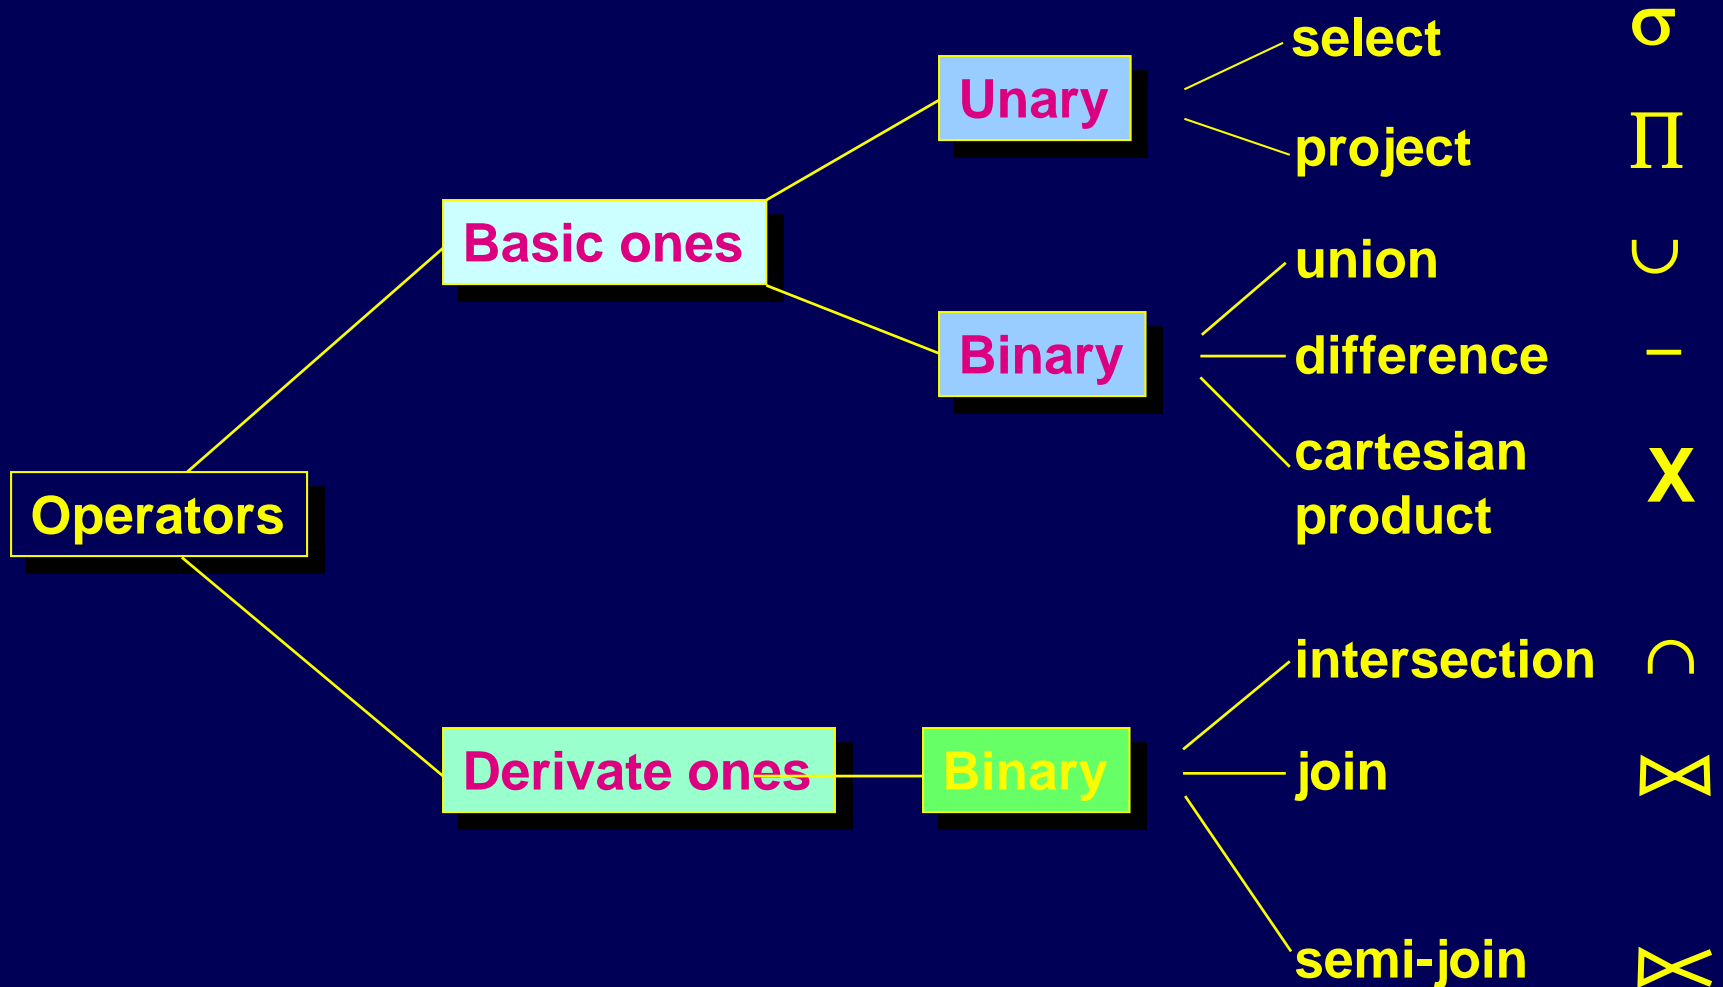 select σ
Unary
project Π
Basic ones
union ∪
Binary
difference −
cartesian
product X
Operators
intersection ∩
Derivate ones
Binary
join ⋈
semi-join ⋉